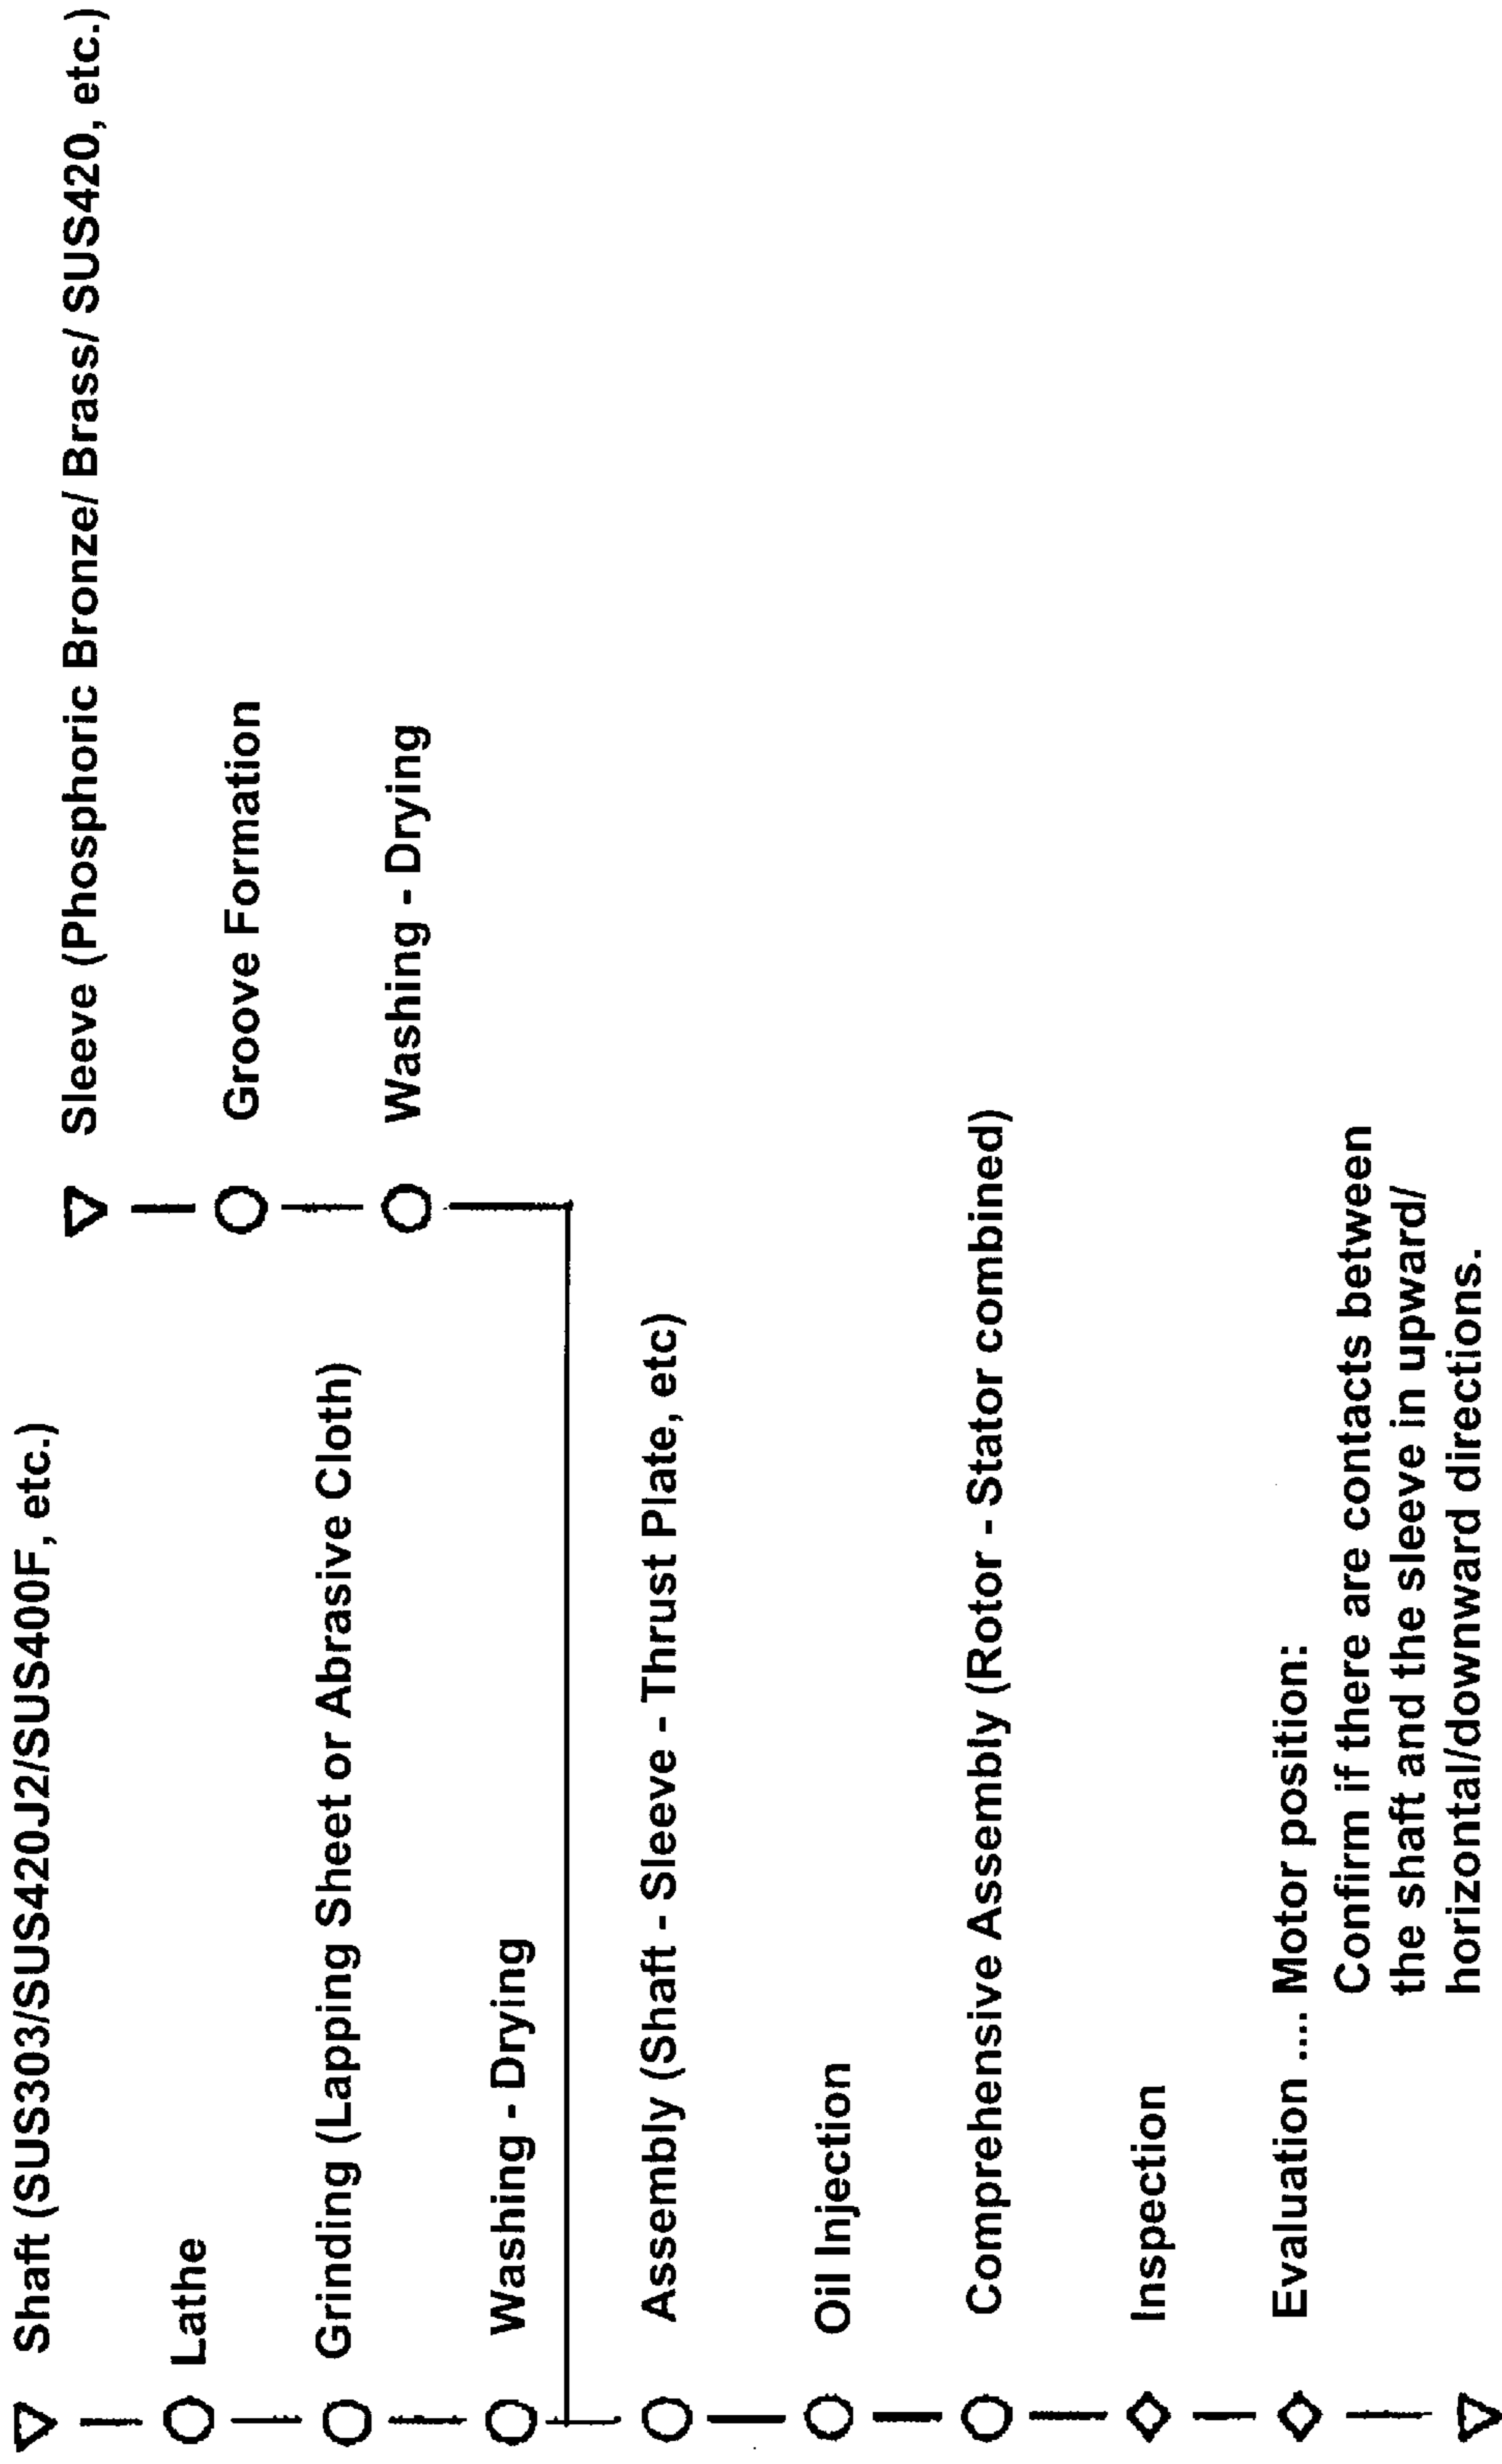 Shaft (SUS303/SUS420J2/SUS400F, etc.)
Lathe
Grinding (Lapping Sheet or Abrasive Cloth)
Washing - Drying
Sleeve (Phosphoric Bronze/ Brass/ SUS420, etc.)
Groove Formation
Washing - Drying
Assembly (Shaft - Sleeve - Thrust Plate, etc)
Oil Injection
Comprehensive Assembly (Rotor - Stator combined)
Inspection
Evaluation .... Motor position:
Confirm if there are contacts between
the shaft and the sleeve in upward/
horizontal/downward directions.